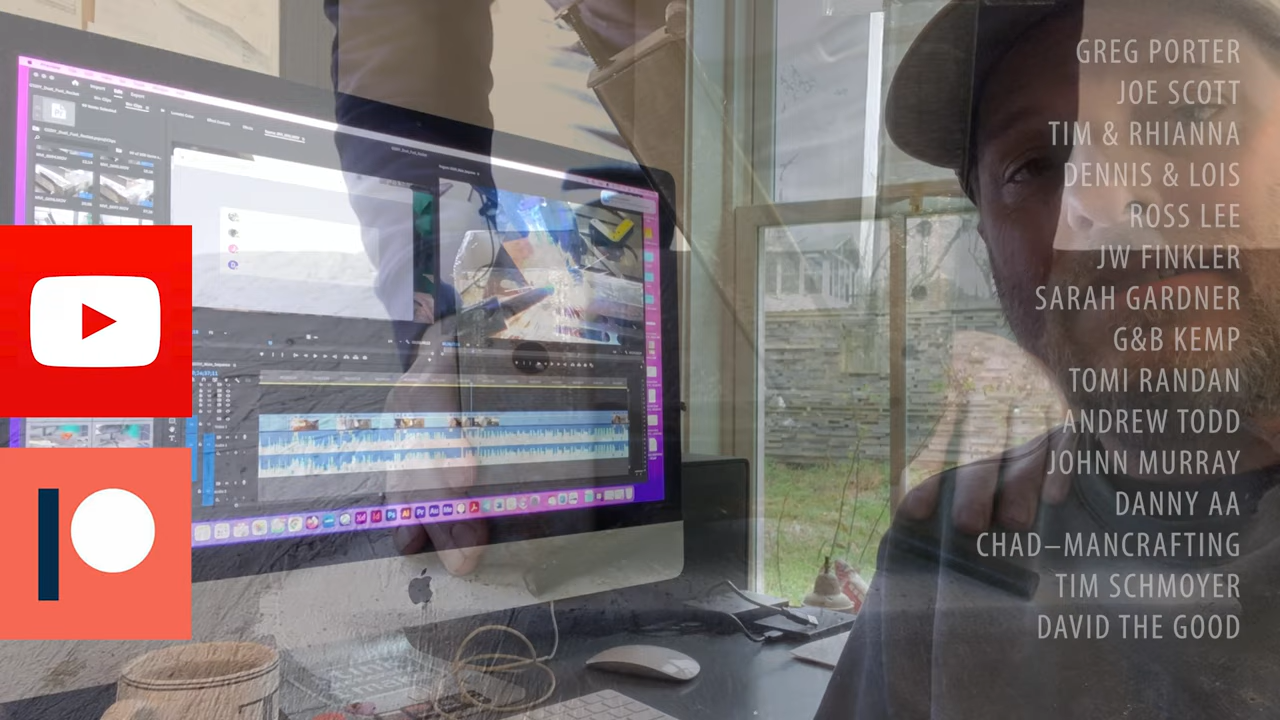 GREG PORTER
JOE SCOTT
TIM & RHIANNA
DENNIS & LOIS
ROSS LEE
JW FINKLER
SARAH GARDNER
G&B KEMP
TOMI RANDAN
ANDREW TODD
JOHNN MURRAY
DANNY AA
CHAD–MANCRAFTING
TIM SCHMOYER
DAVID THE GOOD